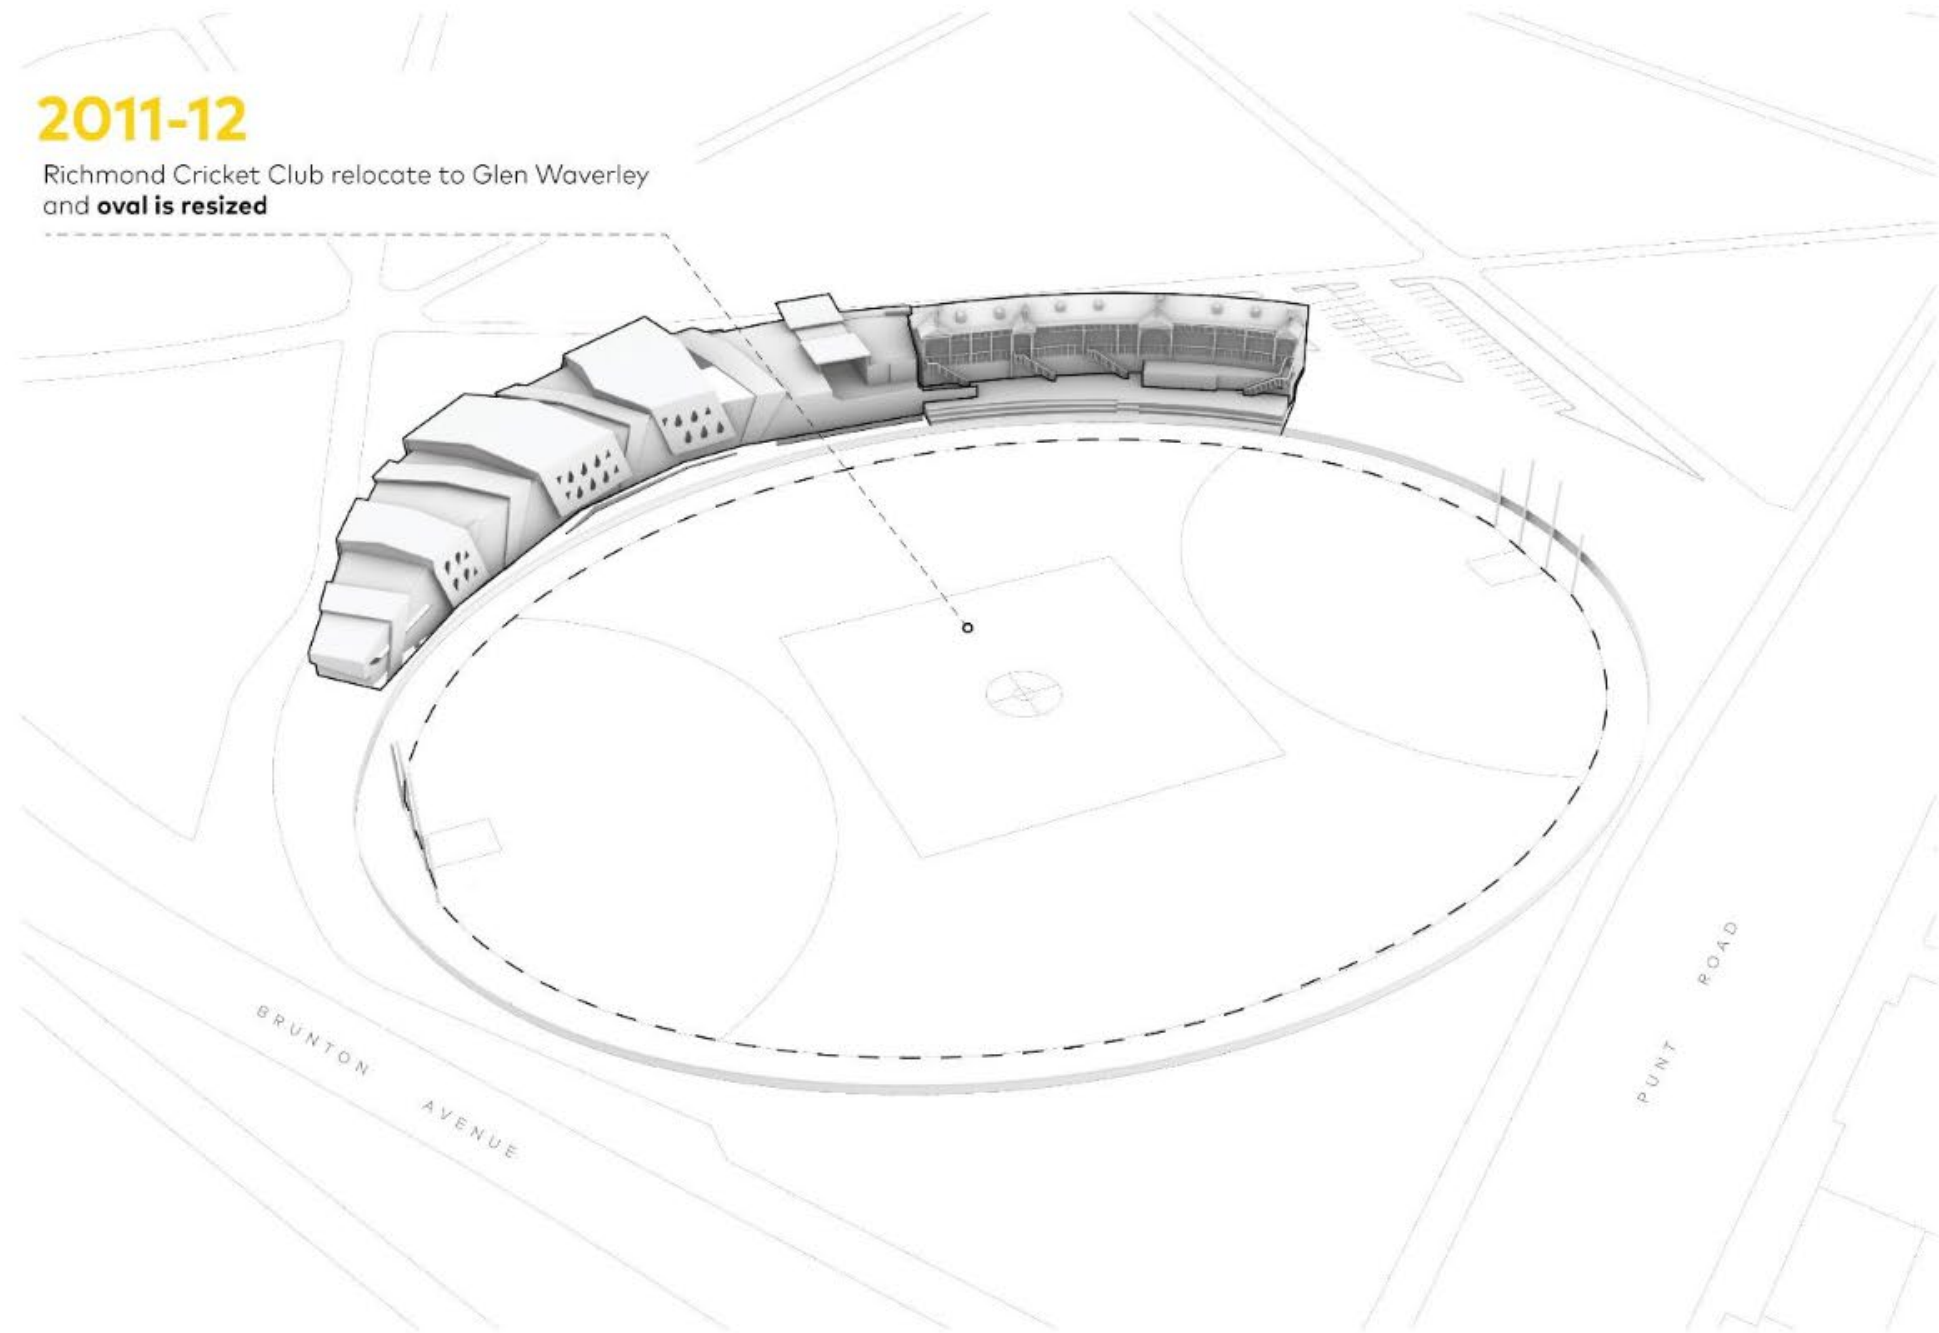 2011-12
Richmond Cricket Club relocate to Glen Waverley
and oval is resized
BRUNTON
AVENUE
PUNT ROAD